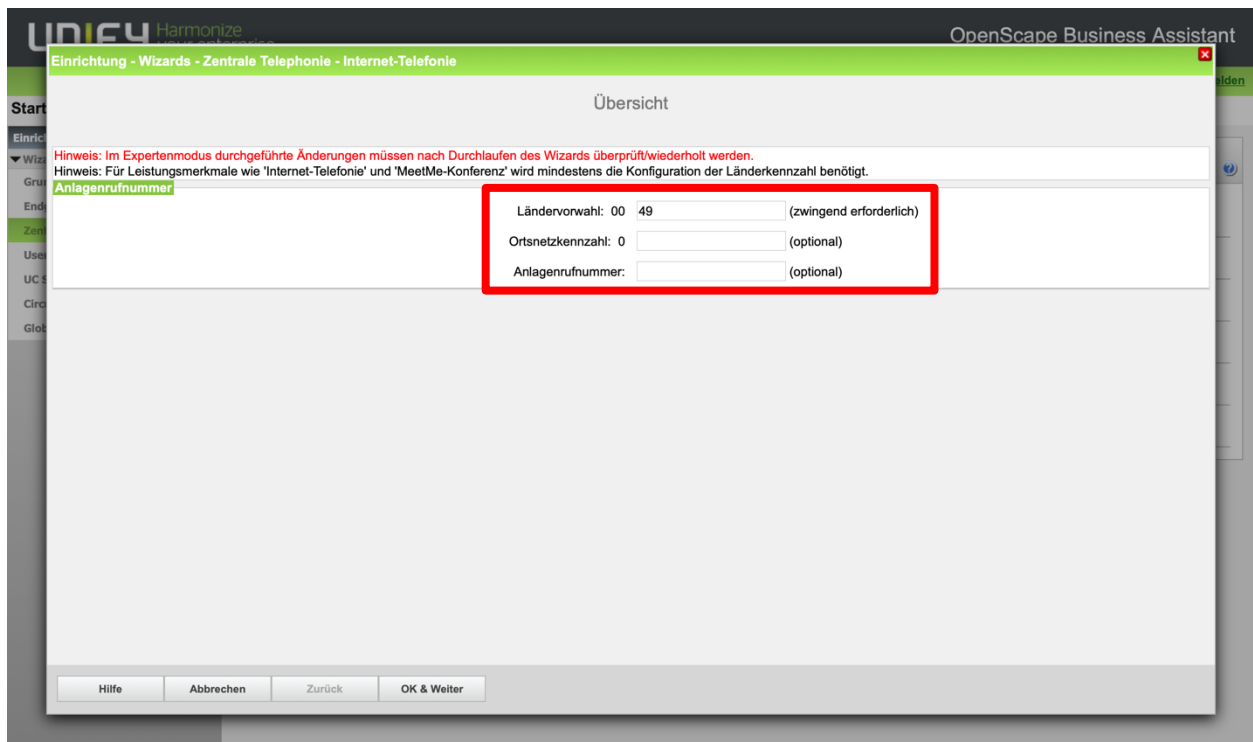 UNIFY Harmonize
your enterprise
OpenScape Business Assistant
Einrichtung - Wizards - Zentrale Telephonie - Internet-Telefonie
Übersicht
Hinweis: Im Expertenmodus durchgeführte Änderungen müssen nach Durchlaufen des Wizards überprüft/wiederholt werden.
Hinweis: Für Leistungsmerkmale wie 'Internet-Telefonie' und 'MeetMe-Konferenz' wird mindestens die Konfiguration der Länderkennzahl benötigt.
Anlagenrufnummer
Ländervorwahl: 00 49 (zwingend erforderlich)
Ortsnetzkennzahl: 0 (optional)
Anlagenrufnummer: (optional)
Hilfe Abbrechen Zurück OK & Weiter
Start